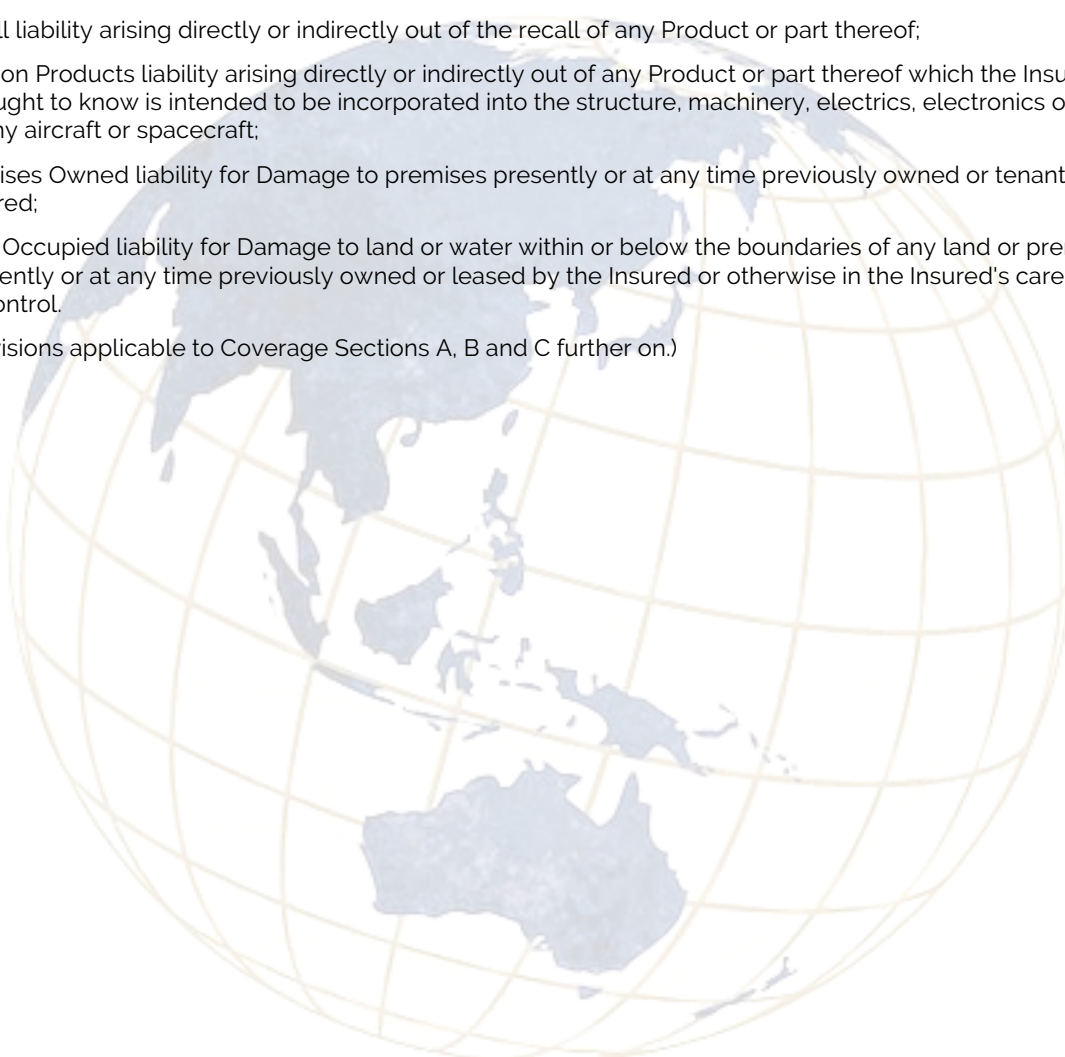 ll liability arising directly or indirectly out of the recall of any Product or part thereof;
on Products liability arising directly or indirectly out of any Product or part thereof which the Insu
ught to know is intended to be incorporated into the structure, machinery, electrics, electronics o
ny aircraft or spacecraft;
ises Owned liability for Damage to premises presently or at any time previously owned or tenant
red;
Occupied liability for Damage to land or water within or below the boundaries of any land or pre
ently or at any time previously owned or leased by the Insured or otherwise in the Insured's care
ontrol.
isions applicable to Coverage Sections A, B and C further on.)